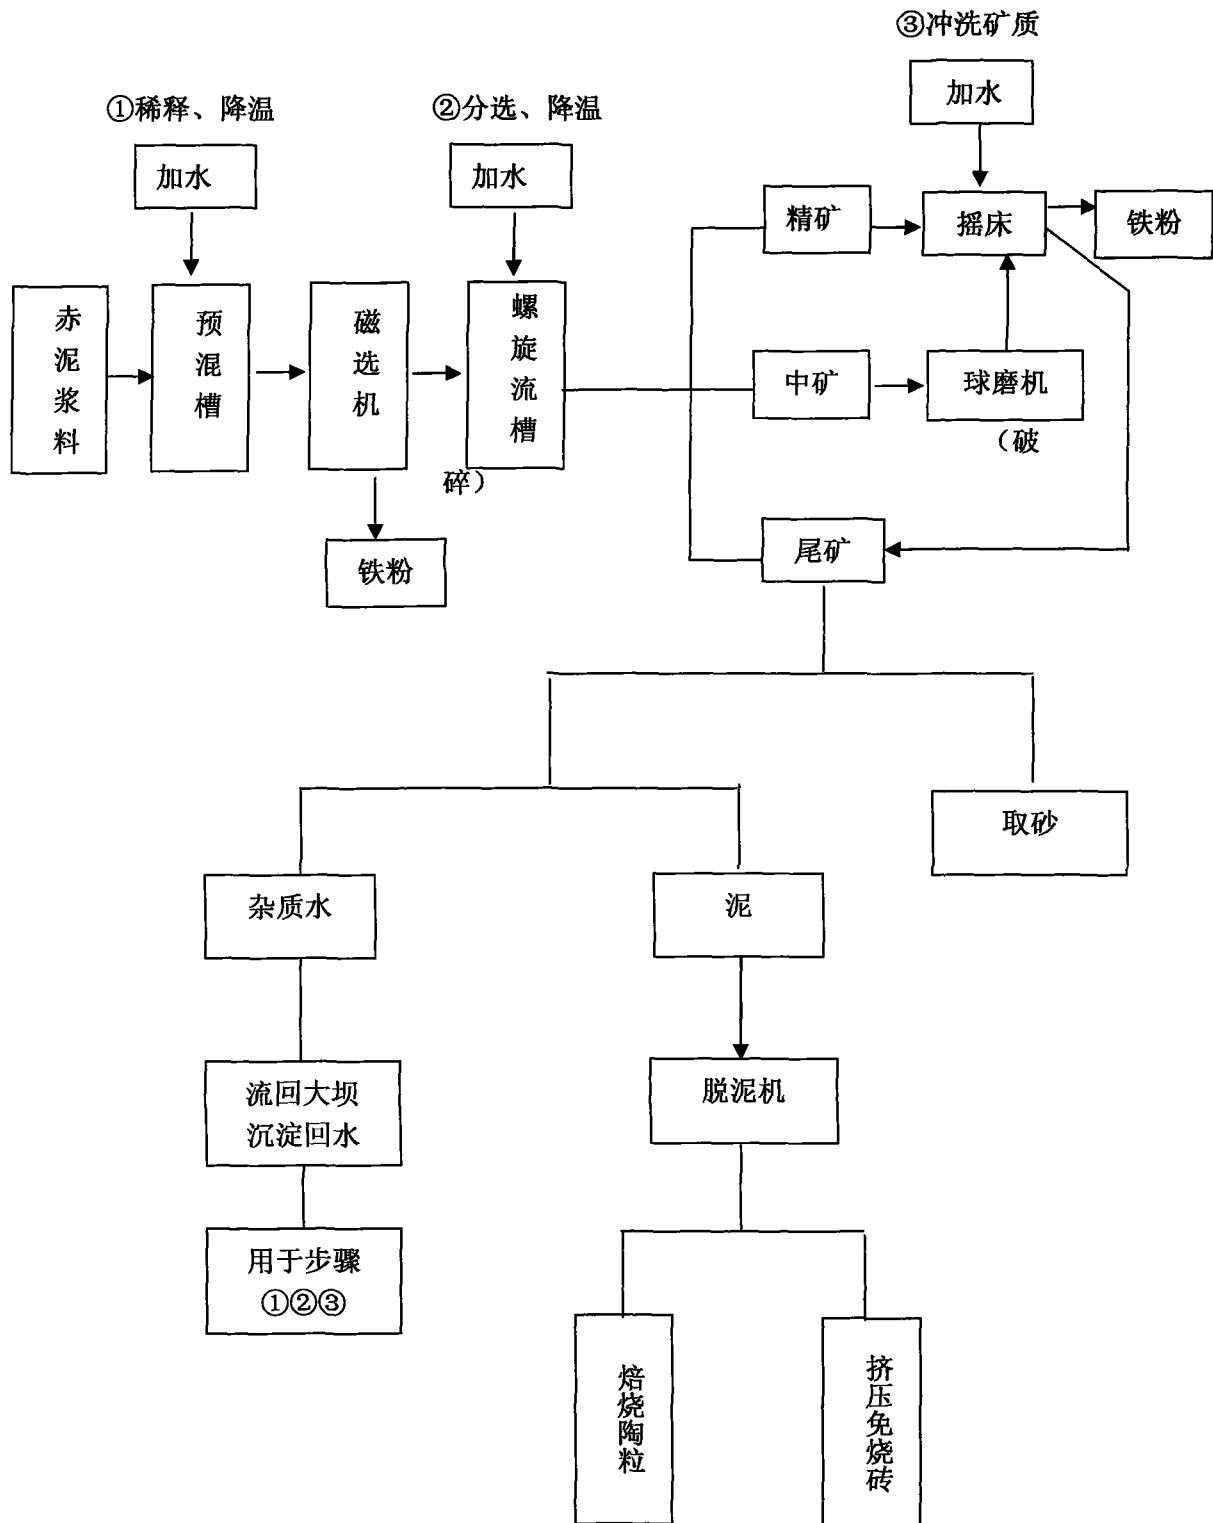 ③冲洗矿质
加水
①稀释、降温
②分选、降温
加水
加水
精矿
摇床
铁粉
赤泥浆料
预混槽
磁选机
螺旋流槽
中矿
球磨机
（破
碎）
铁粉
尾矿
取砂
杂质水
泥
流回大坝
沉淀回水
脱泥机
用于步骤
①②③
焙烧陶粒
挤压免烧砖